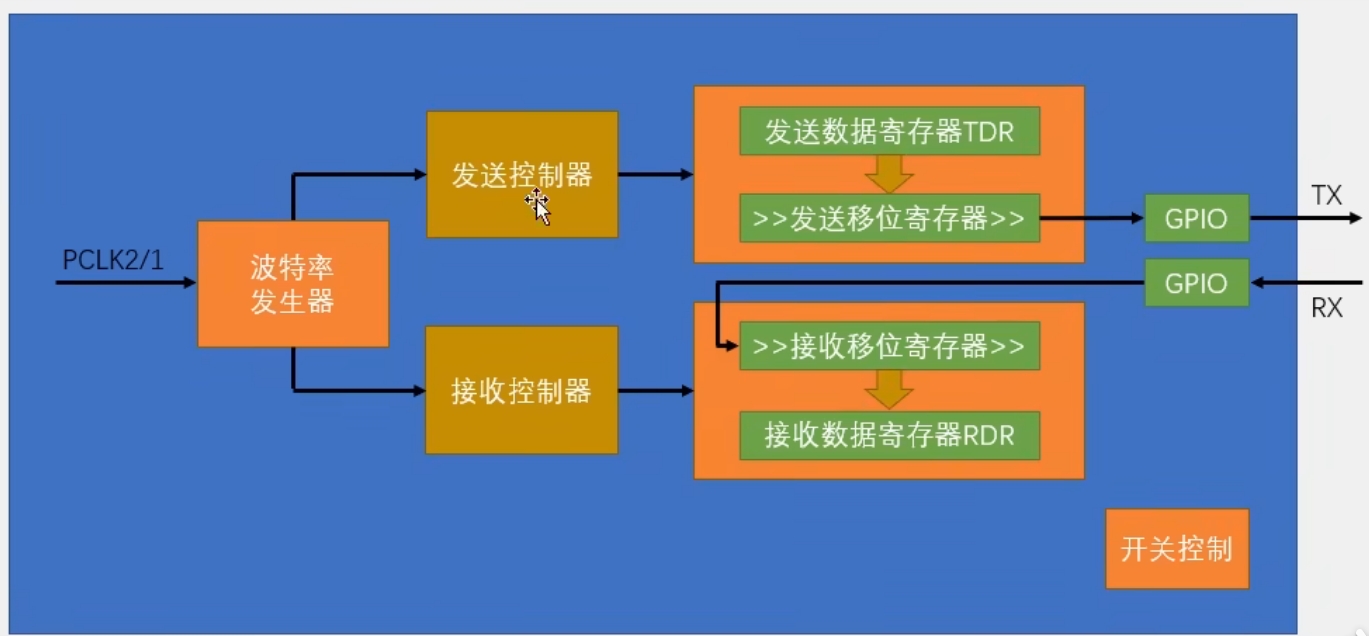 发送数据寄存器TDR
发送控制器
>>发送移位寄存器>>
TX
GPIO
PCLK2/1
波特率
发生器
GPIO
RX
>>接收移位寄存器>>
接收控制器
接收数据寄存器RDR
开关控制